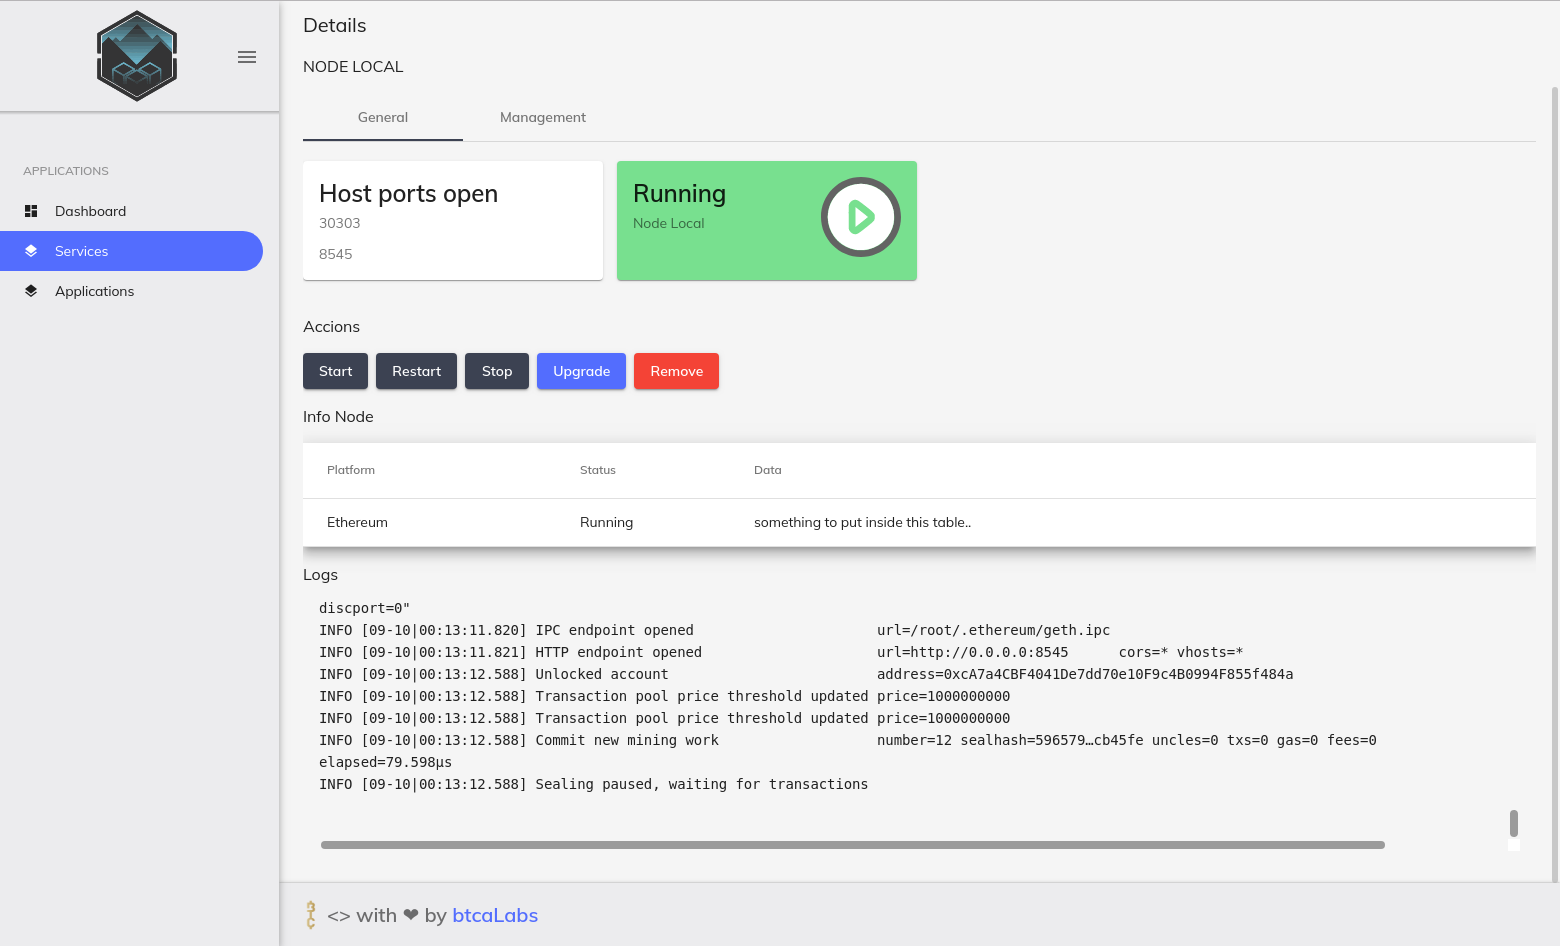 Details
NODE LOCAL
General Management
APPLICATIONS
Dashboard
Services
Applications
Host ports open
30303
8545
Running
Node Local
Accions
Start Restart Stop Upgrade Remove
Info Node
Platform Status Data
Ethereum Running something to put inside this table..
Logs
discport=0"
INFO [09-10|00:13:11.820] IPC endpoint opened                      url=/root/.ethereum/geth.ipc
INFO [09-10|00:13:11.821] HTTP endpoint opened                     url=http://0.0.0.0:8545      cors=* vhosts=*
INFO [09-10|00:13:12.588] Unlocked account                         address=0xcA7a4CBF4041De7dd70e10F9c4B0994F855f484a
INFO [09-10|00:13:12.588] Transaction pool price threshold updated price=1000000000
INFO [09-10|00:13:12.588] Transaction pool price threshold updated price=1000000000
INFO [09-10|00:13:12.588] Commit new mining work                   number=12 sealhash=596579…cb45fe uncles=0 txs=0 gas=0 fees=0
elapsed=79.598µs
INFO [09-10|00:13:12.588] Sealing paused, waiting for transactions
<> with ❤ by btcaLabs